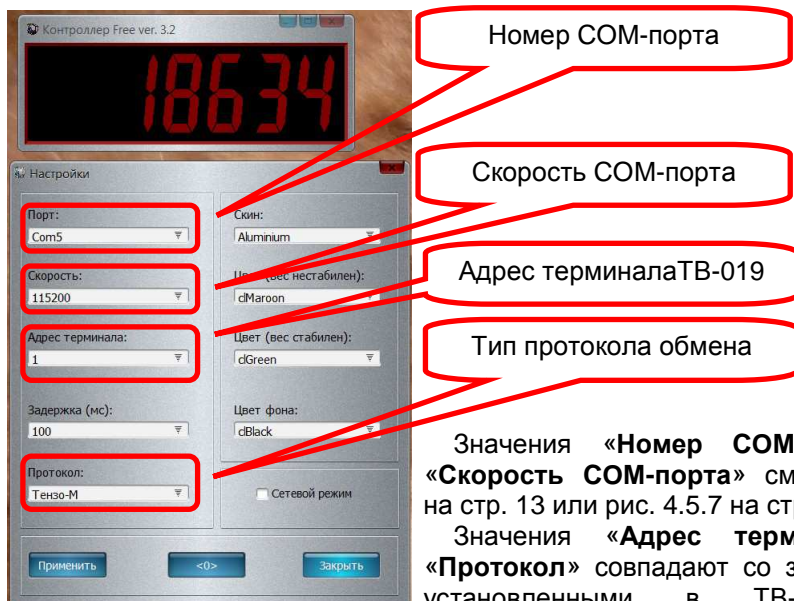 Контроллер Free ver. 3.2
18634
Номер COM-порта
Скорость COM-порта
Адрес терминалаТВ-019
Тип протокола обмена
Настройки
Порт:
Com5
Скорость:
115200
Адрес терминала:
1
Задержка (мс):
100
Протокол:
Тензо-М
Скин:
Aluminium
Цвет (вес нестабилен):
clMaroon
Цвет (вес стабилен):
clGreen
Цвет фона:
clBlack
Сетевой режим
Применить
<0>
Закрыть
Значения «Номер COM
«Скорость COM-порта» см
на стр. 13 или рис. 4.5.7 на стр
Значения «Адрес терм
«Протокол» совпадают со з
установленными в ТВ-